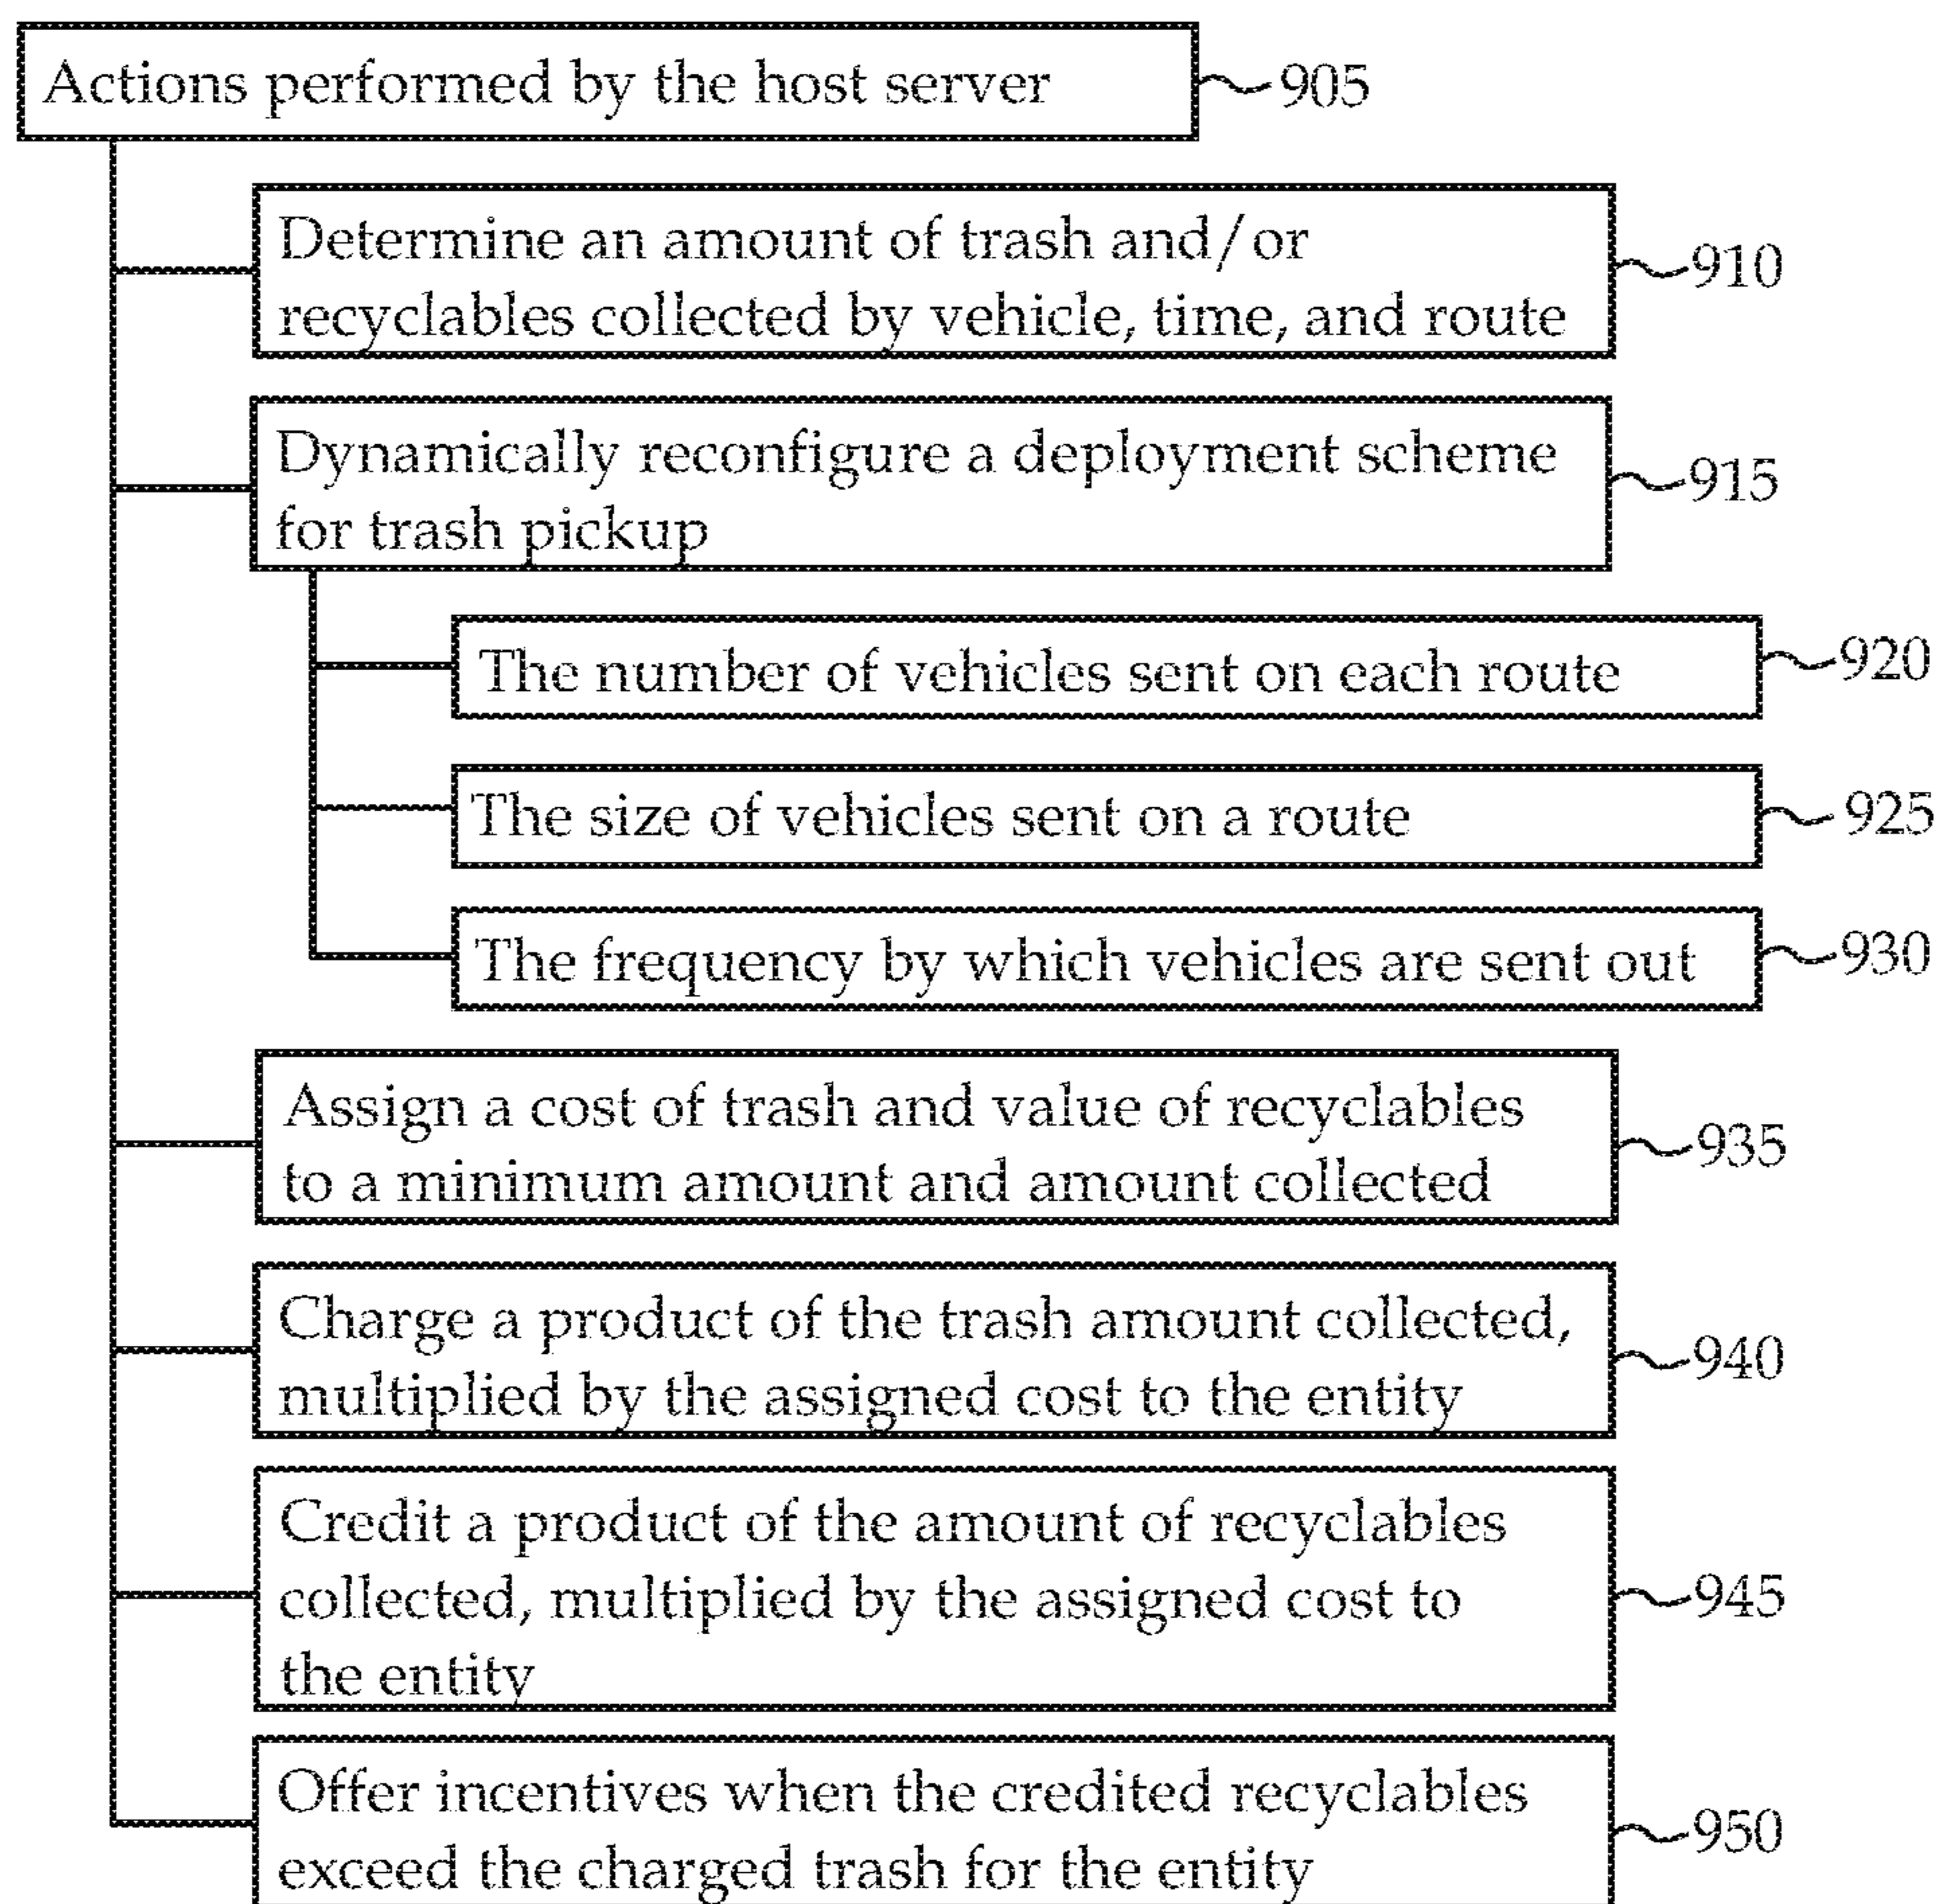 Actions performed by the host server 905
Determine an amount of trash and/or
recyclables collected by vehicle, time, and route 910
Dynamically reconfigure a deployment scheme
for trash pickup 915
The number of vehicles sent on each route 920
The size of vehicles sent on a route 925
The frequency by which vehicles are sent out 930
Assign a cost of trash and value of recyclables
to a minimum amount and amount collected 935
Charge a product of the trash amount collected,
multiplied by the assigned cost to the entity 940
Credit a product of the amount of recyclables
collected, multiplied by the assigned cost to 945
the entity
Offer incentives when the credited recyclables
exceed the charged trash for the entity 950